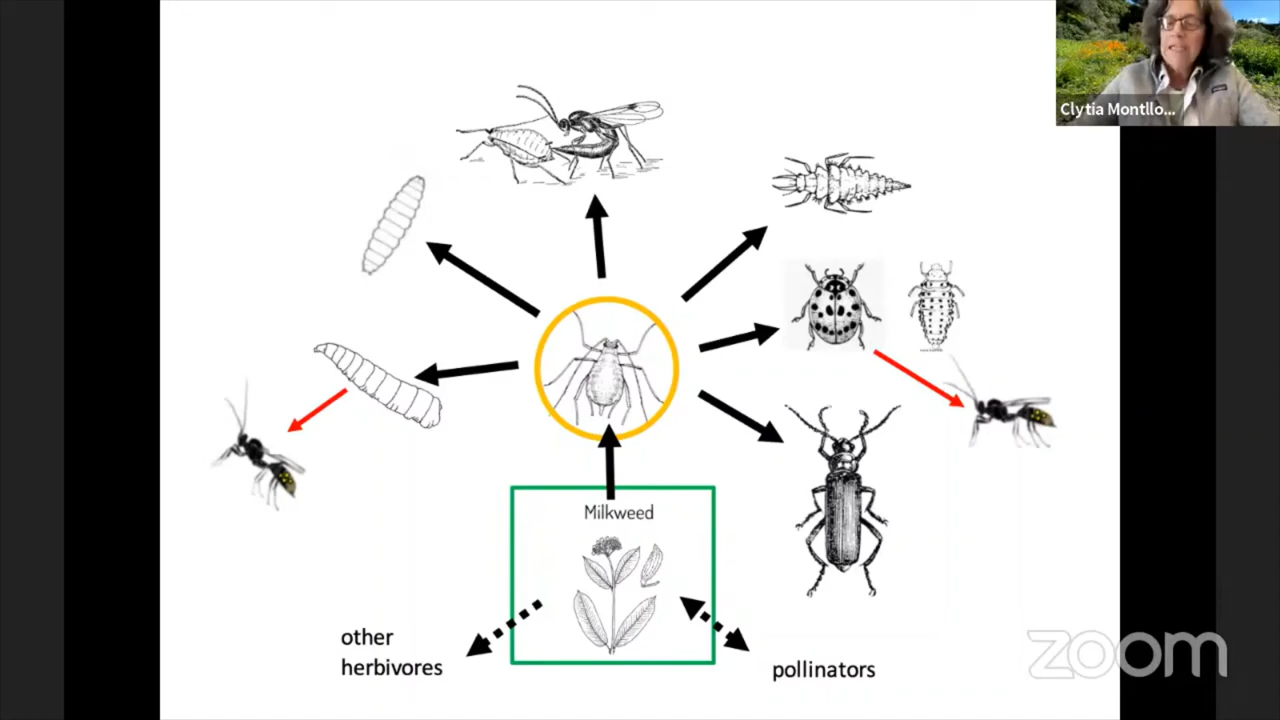 Clytia Montllo...
Milkweed
other
herbivores
pollinators
zoom